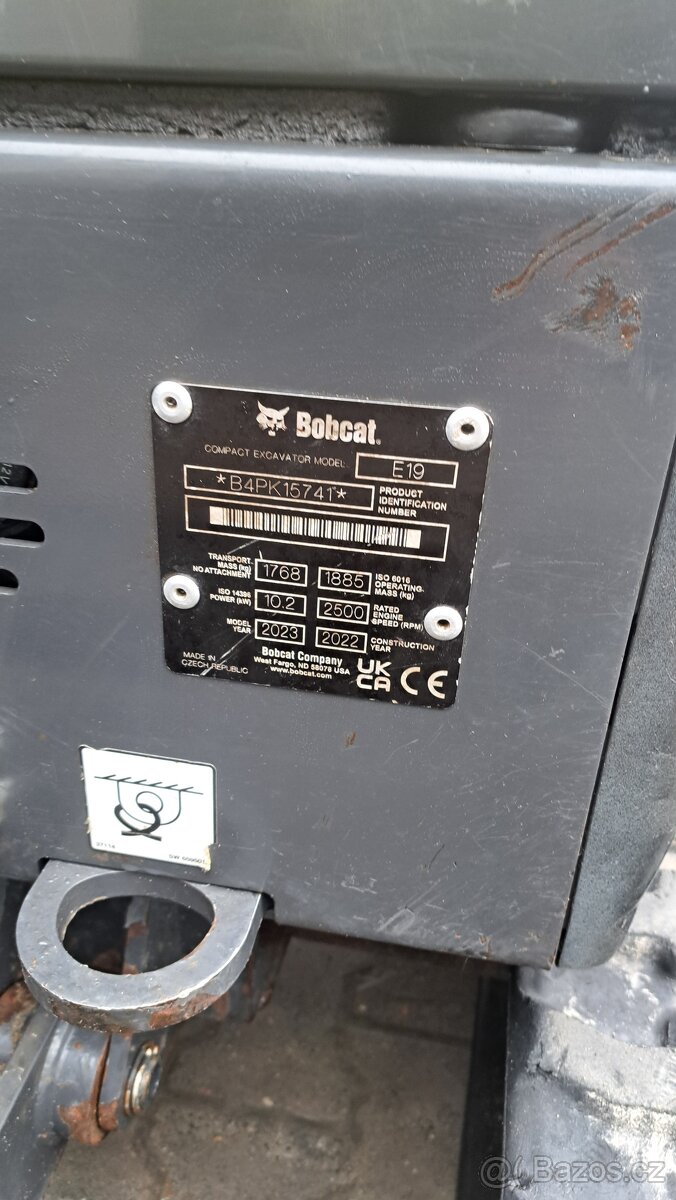 Bobcat.
COMPACT EXCAVATOR MODEL: E19
*B4PK15741*
PRODUCT IDENTIFICATION NUMBER
TRANSPORT. MASS (kg) NO ATTACHMENT 1768
1885 ISO 6016 OPERATING MASS (kg)
ISO 14396 POWER (kW) 10.2
2500 RATED ENGINE SPEED (RPM)
MODEL YEAR 2023
2022 CONSTRUCTION YEAR
MADE IN CZECH REPUBLIC
Bobcat Company
West Fargo, ND 58078 USA
www.bobcat.com
UK
CA CE
Bazos.cz